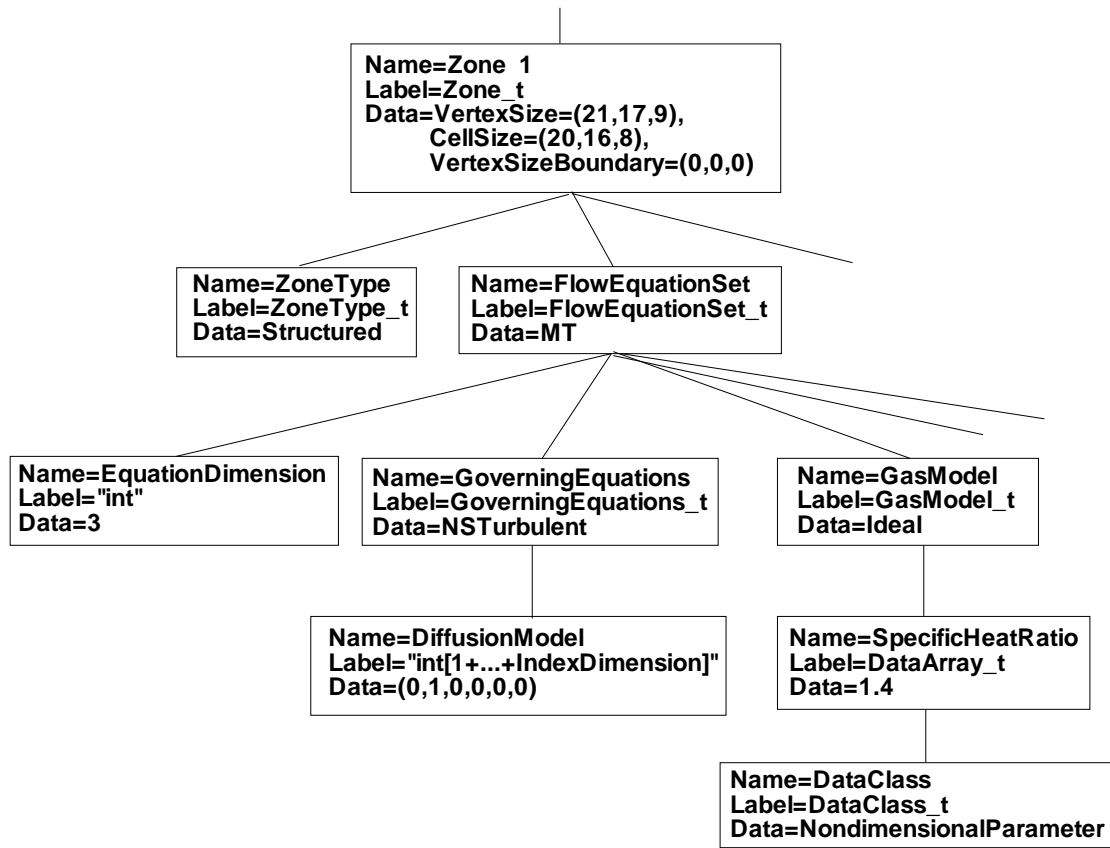 Name=Zone 1
Label=Zone_t
Data=VertexSize=(21,17,9),
CellSize=(20,16,8),
VertexSizeBoundary=(0,0,0)
Name=ZoneType
Label=ZoneType_t
Data=Structured
Name=FlowEquationSet
Label=FlowEquationSet_t
Data=MT
Name=EquationDimension
Label="int"
Data=3
Name=GoverningEquations
Label=GoverningEquations_t
Data=NSTurbulent
Name=GasModel
Label=GasModel_t
Data=Ideal
Name=DiffusionModel
Label="int[1+...+IndexDimension]"
Data=(0,1,0,0,0,0)
Name=SpecificHeatRatio
Label=DataArray_t
Data=1.4
Name=DataClass
Label=DataClass_t
Data=NondimensionalParameter